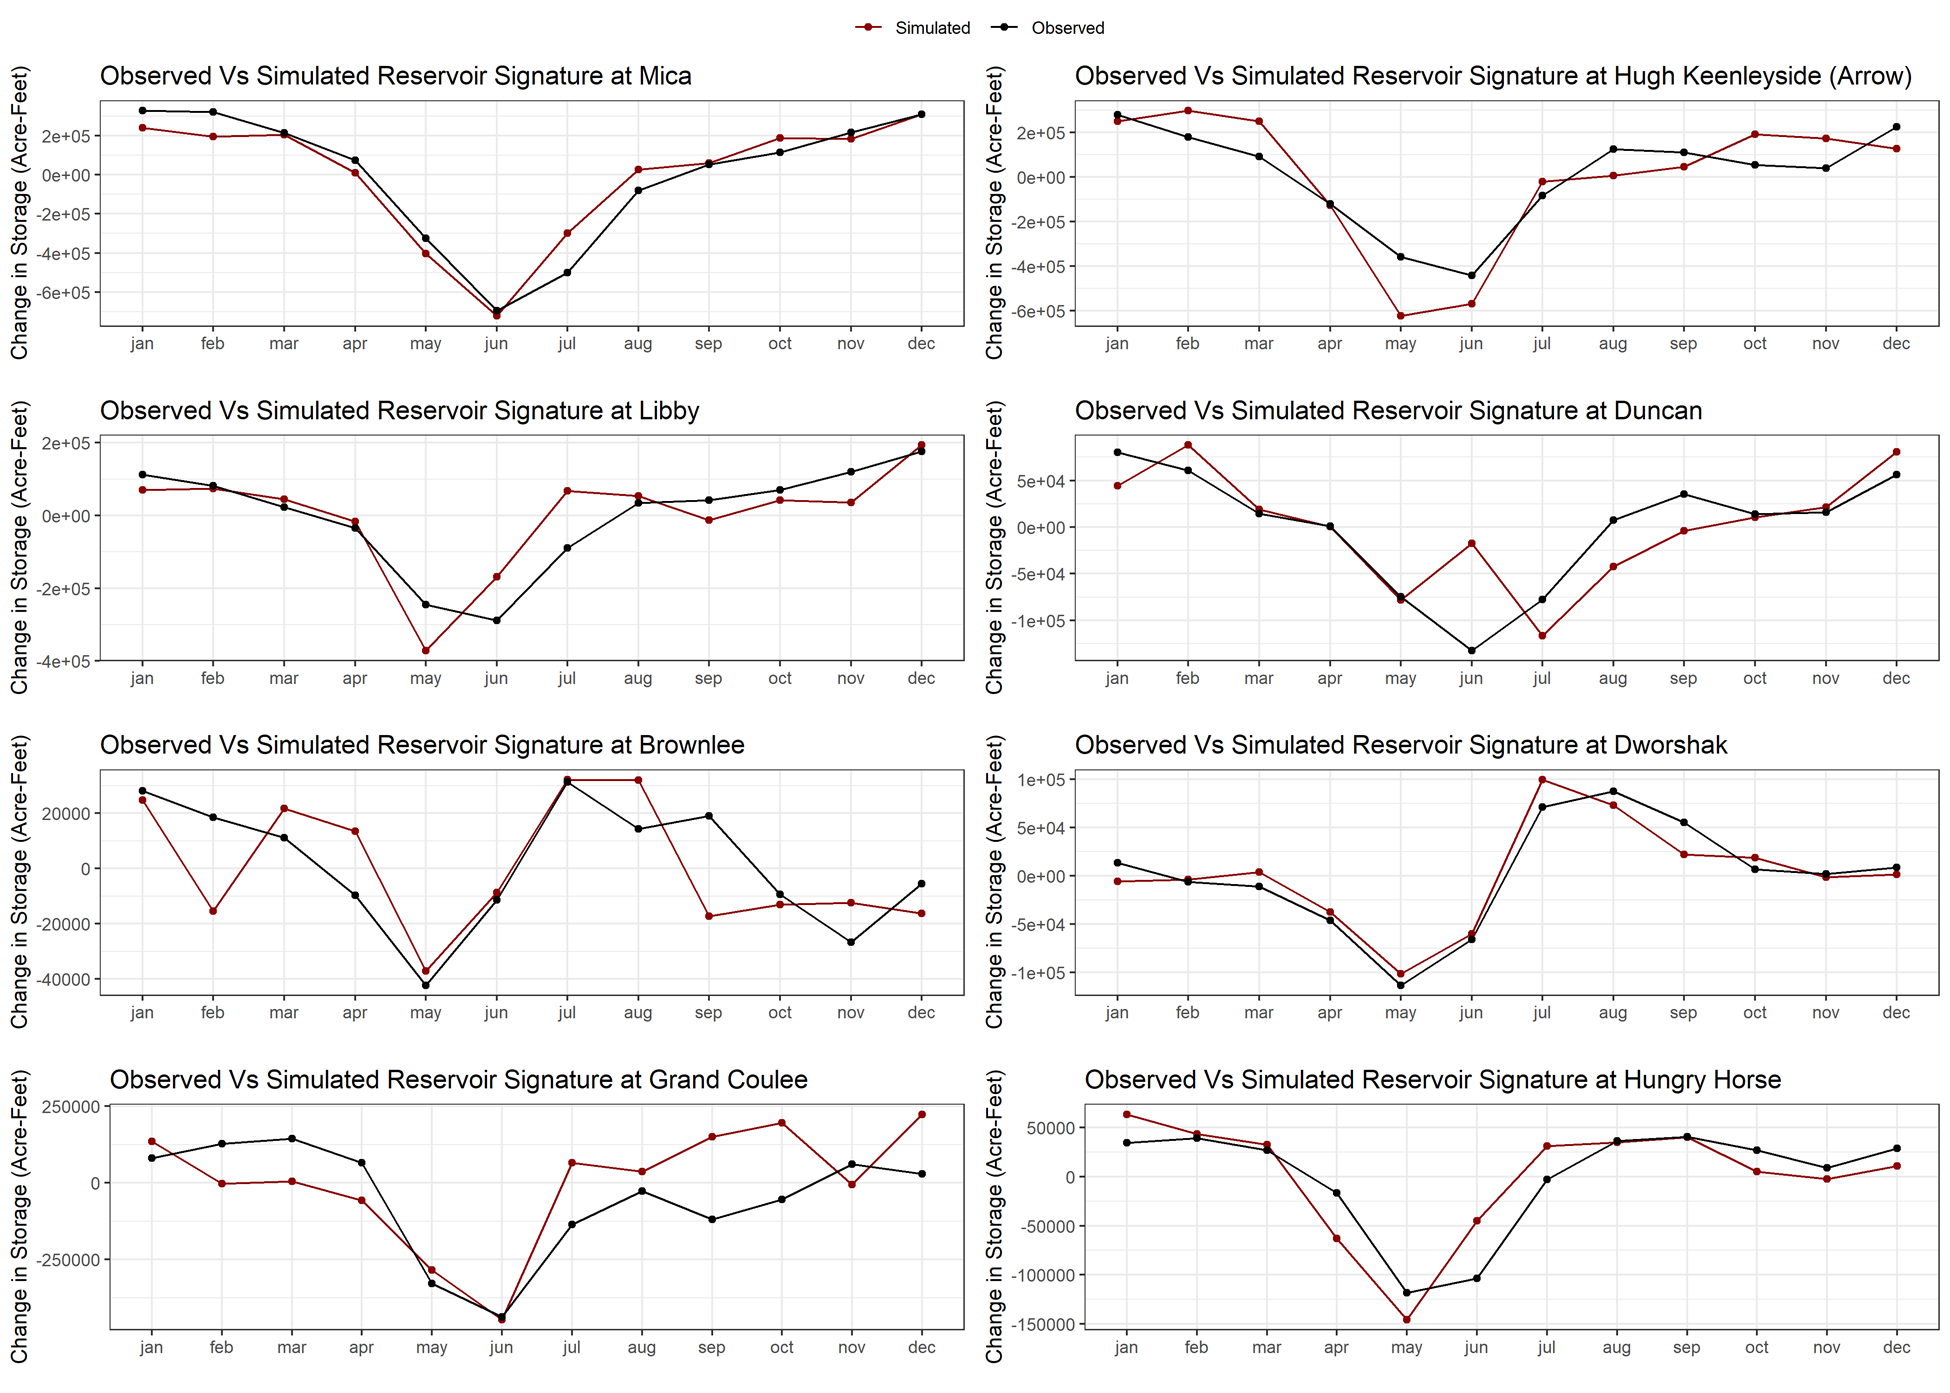 Simulated Observed
Observed Vs Simulated Reservoir Signature at Mica
Change in Storage (Acre-Feet)
2e+05
0e+00
-2e+05
-4e+05
-6e+05
jan feb mar apr may jun jul aug sep oct nov dec
Observed Vs Simulated Reservoir Signature at Hugh Keenleyside (Arrow)
Change in Storage (Acre-Feet)
2e+05
0e+00
-2e+05
-4e+05
-6e+05
jan feb mar apr may jun jul aug sep oct nov dec
Observed Vs Simulated Reservoir Signature at Libby
Change in Storage (Acre-Feet)
2e+05
0e+00
-2e+05
-4e+05
jan feb mar apr may jun jul aug sep oct nov dec
Observed Vs Simulated Reservoir Signature at Duncan
Change in Storage (Acre-Feet)
5e+04
0e+00
-5e+04
-1e+05
jan feb mar apr may jun jul aug sep oct nov dec
Observed Vs Simulated Reservoir Signature at Brownlee
Change in Storage (Acre-Feet)
20000
0
-20000
-40000
jan feb mar apr may jun jul aug sep oct nov dec
Observed Vs Simulated Reservoir Signature at Dworshak
Change in Storage (Acre-Feet)
1e+05
5e+04
0e+00
-5e+04
-1e+05
jan feb mar apr may jun jul aug sep oct nov dec
Observed Vs Simulated Reservoir Signature at Grand Coulee
Change in Storage (Acre-Feet)
250000
0
-250000
jan feb mar apr may jun jul aug sep oct nov dec
Observed Vs Simulated Reservoir Signature at Hungry Horse
Change in Storage (Acre-Feet)
50000
0
-50000
-100000
-150000
jan feb mar apr may jun jul aug sep oct nov dec